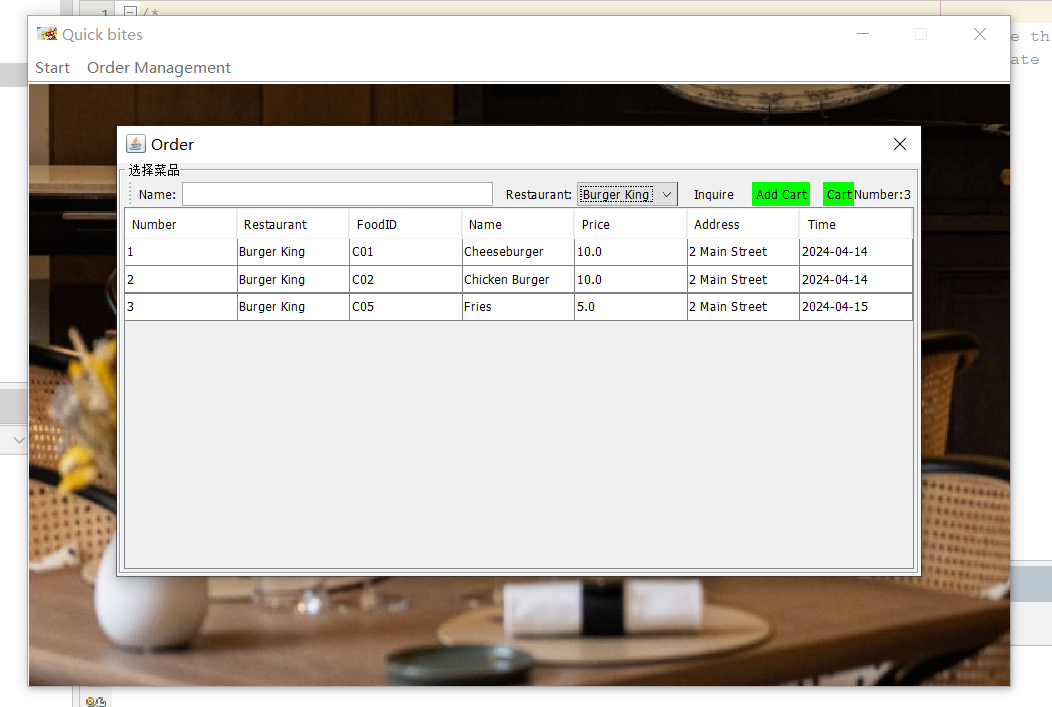 1 /*
Quick bites
e thi
Start Order Management
ate
Order
选择菜品
Name: Restaurant: Burger King Inquire Add Cart Cart Number:3
Number Restaurant FoodID Name Price Address Time
1 Burger King C01 Cheeseburger 10.0 2 Main Street 2024-04-14
2 Burger King C02 Chicken Burger 10.0 2 Main Street 2024-04-14
3 Burger King C05 Fries 5.0 2 Main Street 2024-04-15